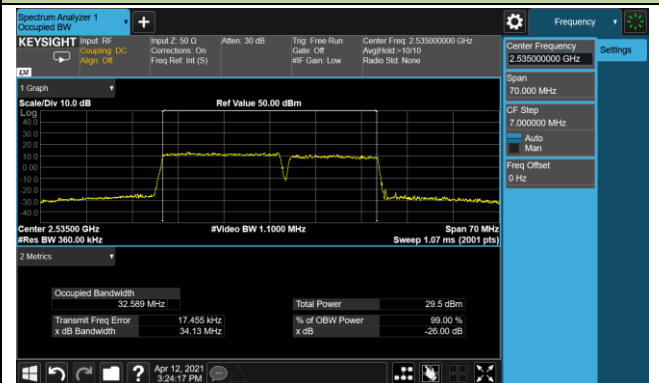 Spectrum Analyzer 1
Occupied BW
Frequency
KEYSIGHT
Input: RF
Coupling: DC
Align: Off
Input Z: 50 Ω
Corrections: On
Freq Ref: Int (S)
Atten: 30 dB
Trig: Free Run
Gate: Off
#IF Gain: Low
Center Freq: 2.535000000 GHz
Avg|Hold:>10/10
Radio Std: None
LXI
Center Frequency
2.535000000 GHz
Settings
Span
70.000 MHz
CF Step
7.000000 MHz
Auto
Man
Freq Offset
0 Hz
1 Graph
Scale/Div 10.0 dB
Ref Value 50.00 dBm
Log
40.0
30.0
20.0
10.0
0.00
-10.0
-20.0
-30.0
-40.0
Center 2.53500 GHz
#Video BW 1.1000 MHz
Span 70 MHz
#Res BW 360.00 kHz
Sweep 1.07 ms (2001 pts)
2 Metrics
Occupied Bandwidth
32.589 MHz
Total Power 29.5 dBm
Transmit Freq Error 17.455 kHz
% of OBW Power 99.00 %
x dB Bandwidth 34.13 MHz
x dB -26.00 dB
Apr 12, 2021
3:24:17 PM